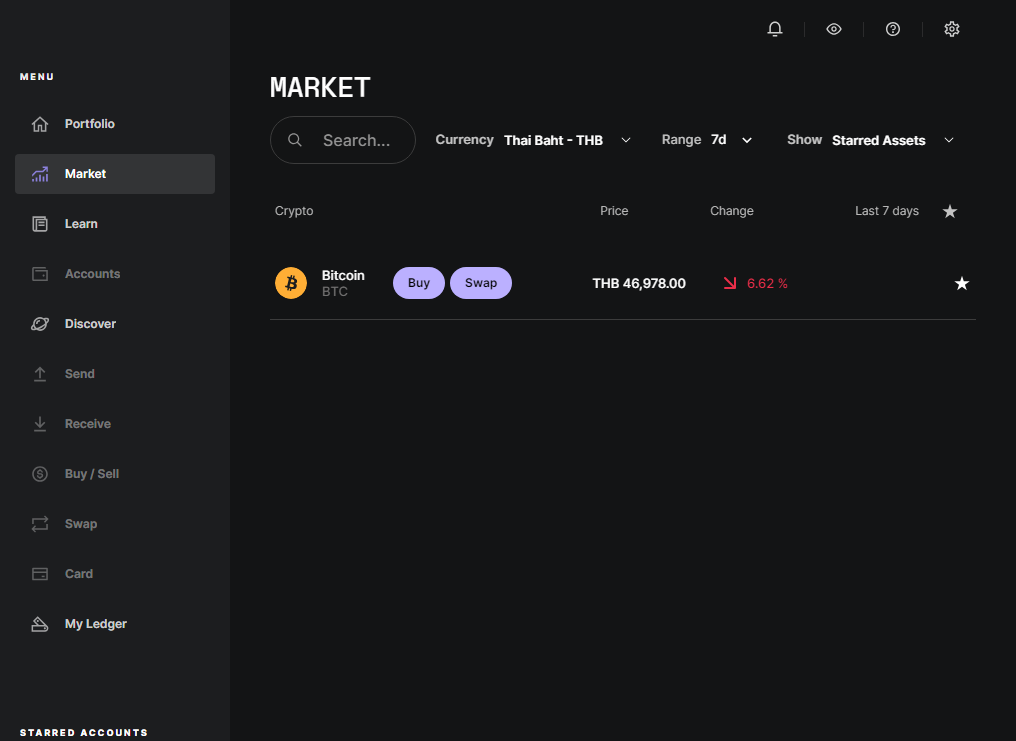 MENU
Portfolio
Market
Learn
Accounts
Discover
Send
Receive
Buy / Sell
Swap
Card
My Ledger
STARRED ACCOUNTS
MARKET
Search...
Currency Thai Baht - THB
Range 7d
Show Starred Assets
Crypto Price Change Last 7 days
Bitcoin
BTC
Buy Swap THB 46,978.00 6.62 %